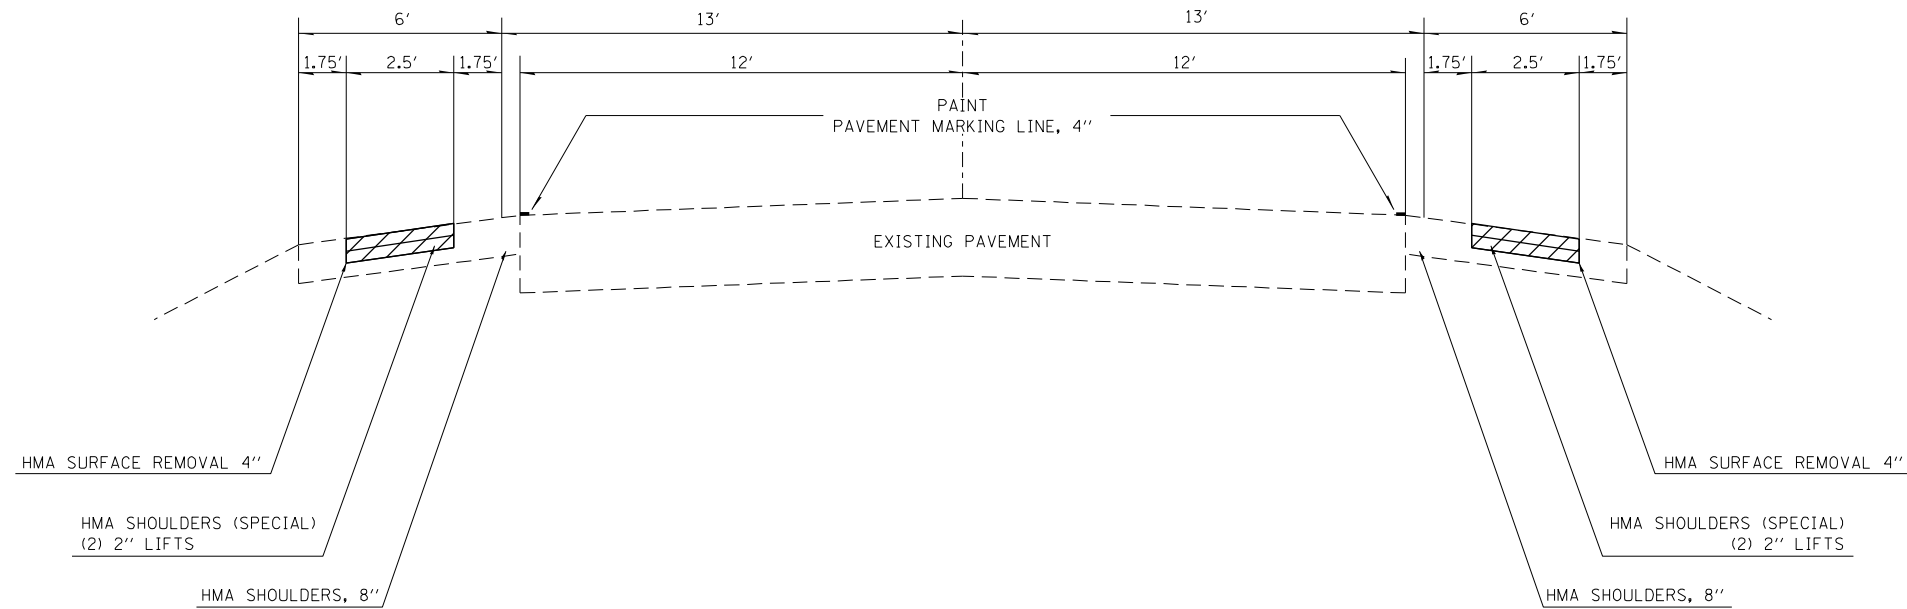 6' 13' 13' 6'
1.75' 2.5' 1.75' 12' 12' 1.75' 2.5' 1.75'
PAINT
PAVEMENT MARKING LINE, 4"
EXISTING PAVEMENT
HMA SURFACE REMOVAL 4"
HMA SURFACE REMOVAL 4"
HMA SHOULDERS (SPECIAL)
(2) 2" LIFTS
HMA SHOULDERS (SPECIAL)
(2) 2" LIFTS
HMA SHOULDERS, 8"
HMA SHOULDERS, 8"